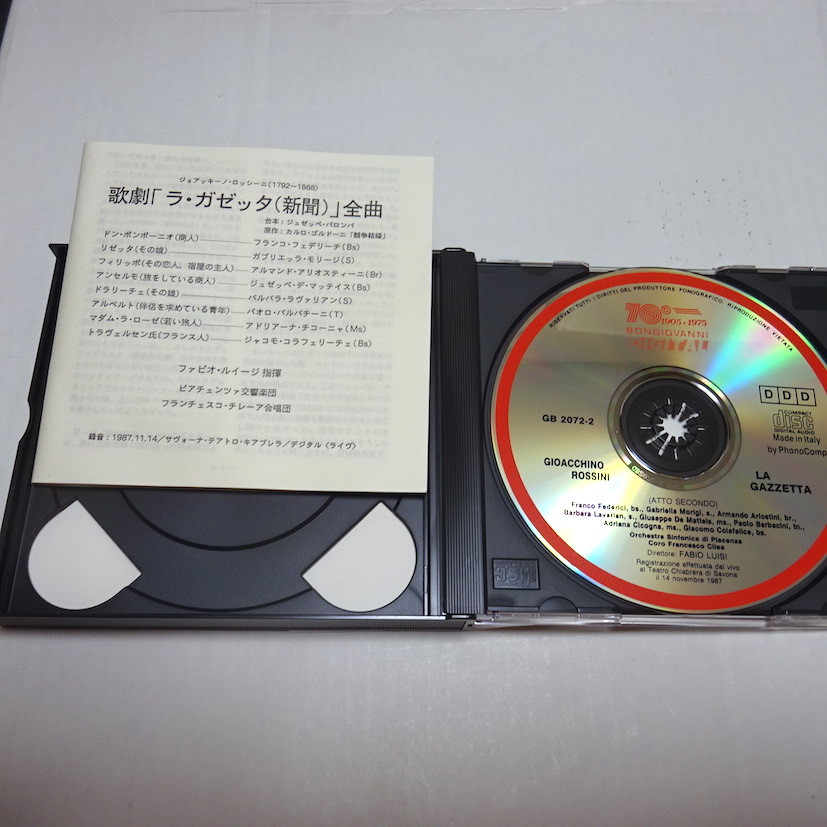 ジョアッキーノ・ロッシーニ(1792~1868)
歌劇「ラ・ガゼッタ(新聞)」全曲
台本:ジュゼッペ・パロンバ
原作:カルロ・ゴルドーニ「競争結婚」
ドン・ポンポーニオ(商人) フランコ・フェデリーチ(Bs)
リゼッタ(その娘) ガブリエッラ・モリージ(S)
フィリッポ(その恋人、宿屋の主人) アルマンド・アリオスティーニ(Br)
アンセルモ(旅をしている商人) ジュゼッペ・デ・マッテイス(Bs)
ドラリーチェ(その娘) バルバラ・ラヴァリアン(S)
アルベルト(伴侶を求めている青年) パオロ・バルバチーニ(T)
マダム・ラ・ローゼ(若い旅人) アドリアーナ・チコーニャ(Ms)
トラヴェルセン氏(フランス人) ジャコモ・コラフェリーチェ(Bs)
ファビオ・ルイージ 指揮
ピアチェンツァ交響楽団
フランチェスコ・チレーア合唱団
録音:1987.11.14/サヴォーナ・テアトロ・キアブレラ/デジタル〈ライヴ〉
RISERVATI TUTTI I DIRITTI DEL PRODUTTORE FONOGRAFICO. RIPRODUZIONE VIETATA
70°
1905-1975
BONGIOVANNI
DIGITAL
DDD
COMPACT
disc
DIGITAL AUDIO
Made in Italy
by PhonoComp
GB 2072-2
GIOACCHINO
ROSSINI
LA
GAZZETTA
(ATTO SECONDO)
Franco Federici, bs., Gabriella Morigi, s., Armando Ariostini, br.,
Barbara Lavarian, s., Giuseppe De Matteis, ms., Paolo Barbacini, tn.,
Adriana Cicogna, ms., Giacomo Colafelice, bs.
Orchestra Sinfonica di Piacenza
Coro Francesco Cilea
Direttore: FABIO LUISI
Registrazione effettuata dal vivo
al Teatro Chiabrera di Savona
il 14 novembre 1987